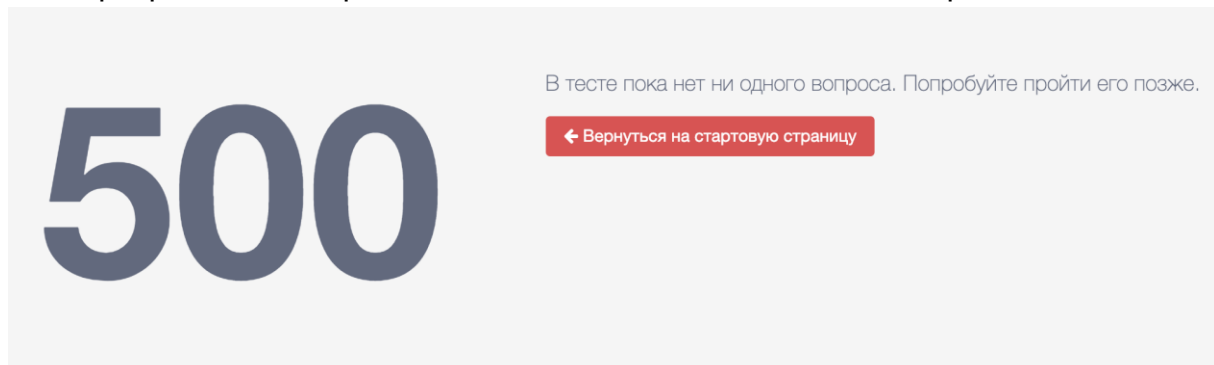 500
В тесте пока нет ни одного вопроса. Попробуйте пройти его позже.
Вернуться на стартовую страницу